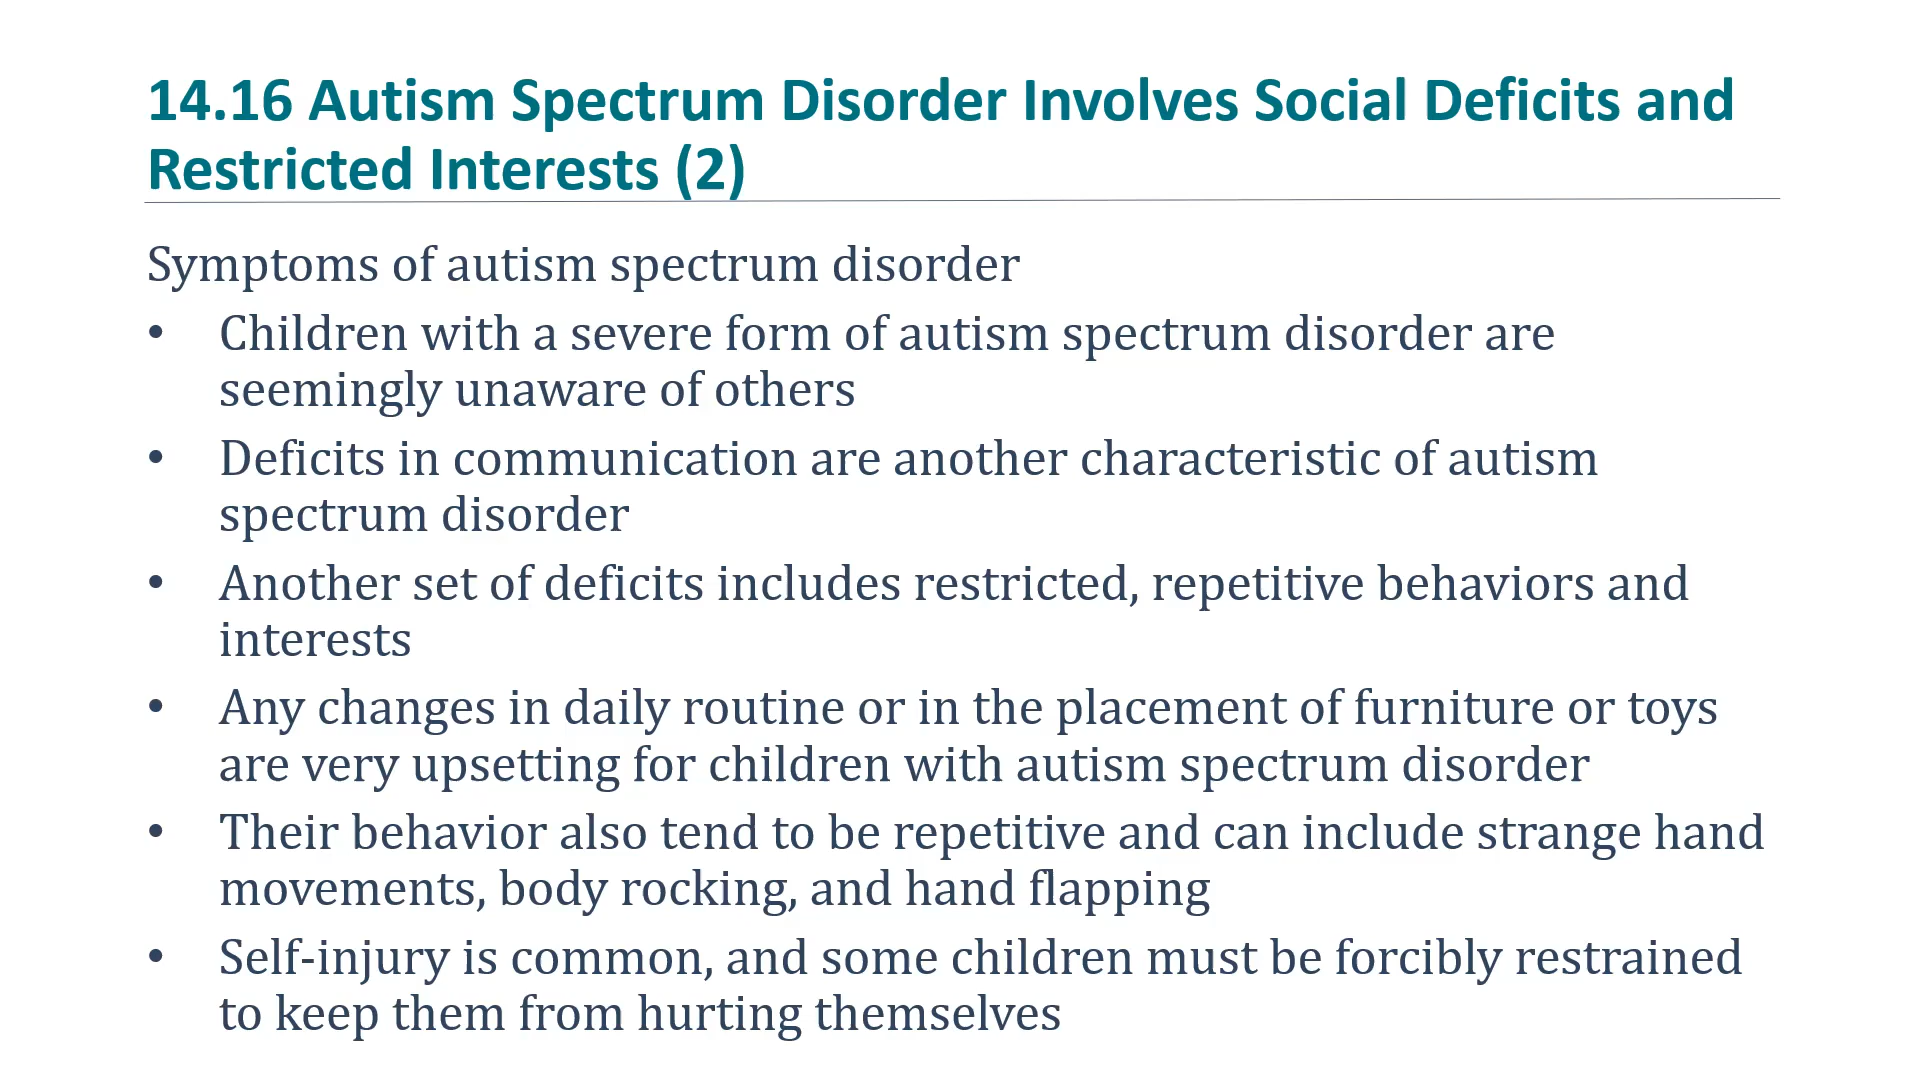 14.16 Autism Spectrum Disorder Involves Social Deficits and
Restricted Interests (2)
Symptoms of autism spectrum disorder
• Children with a severe form of autism spectrum disorder are
seemingly unaware of others
• Deficits in communication are another characteristic of autism
spectrum disorder
• Another set of deficits includes restricted, repetitive behaviors and
interests
• Any changes in daily routine or in the placement of furniture or toys
are very upsetting for children with autism spectrum disorder
• Their behavior also tend to be repetitive and can include strange hand
movements, body rocking, and hand flapping
• Self-injury is common, and some children must be forcibly restrained
to keep them from hurting themselves